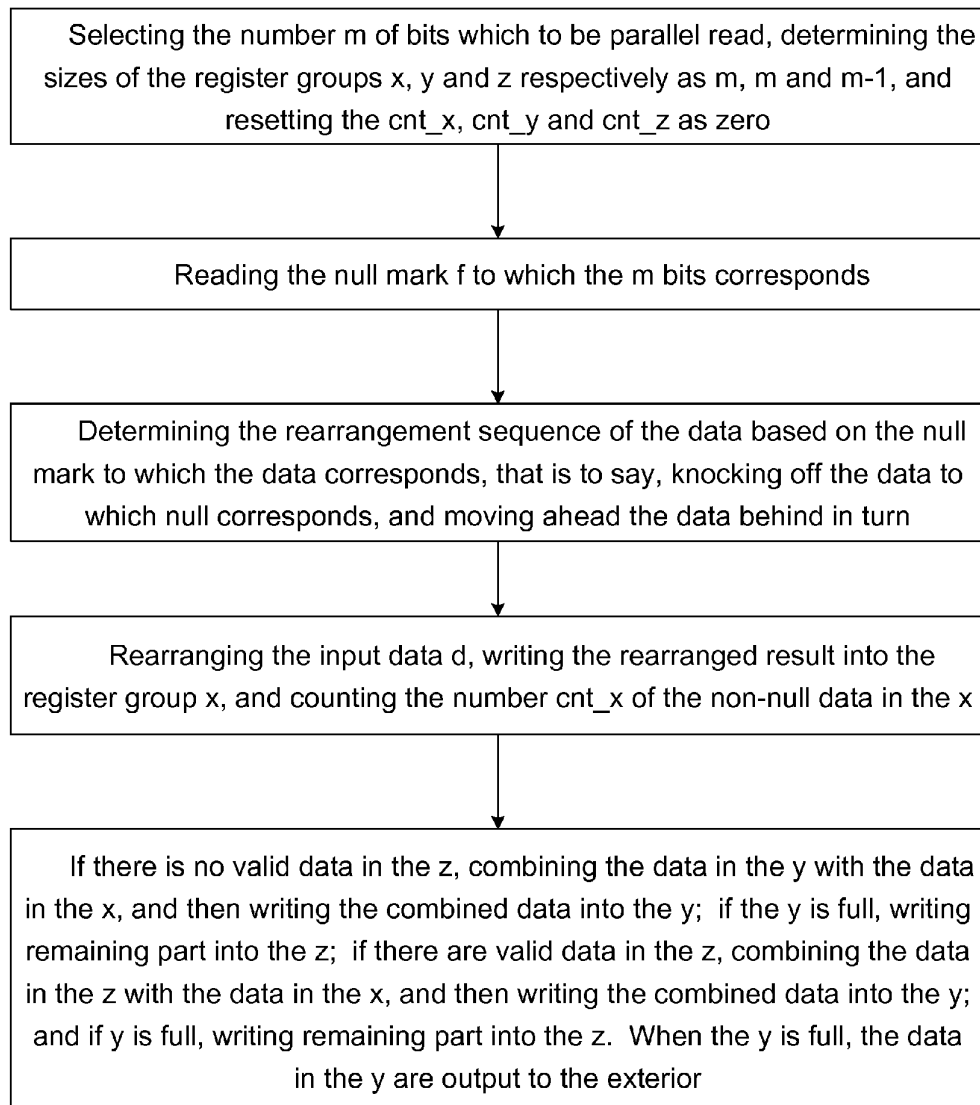 Selecting the number m of bits which to be parallel read, determining the
sizes of the register groups x, y and z respectively as m, m and m-1, and
resetting the cnt_x, cnt_y and cnt_z as zero
Reading the null mark f to which the m bits corresponds
Determining the rearrangement sequence of the data based on the null
mark to which the data corresponds, that is to say, knocking off the data to
which null corresponds, and moving ahead the data behind in turn
Rearranging the input data d, writing the rearranged result into the
register group x, and counting the number cnt_x of the non-null data in the x
If there is no valid data in the z, combining the data in the y with the data
in the x, and then writing the combined data into the y; if the y is full, writing
remaining part into the z; if there are valid data in the z, combining the data
in the z with the data in the x, and then writing the combined data into the y;
and if y is full, writing remaining part into the z. When the y is full, the data
in the y are output to the exterior